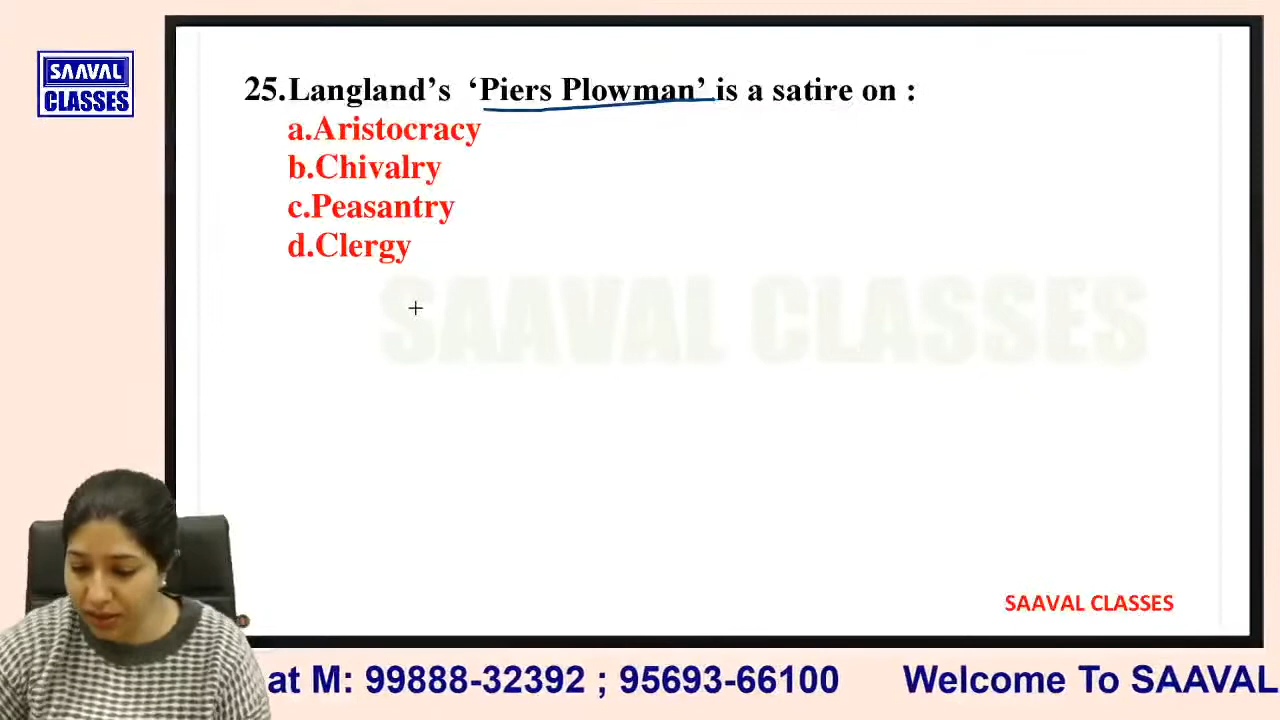 SAAVAL
CLASSES
25.Langland’s ‘Piers Plowman’ is a satire on :
a.Aristocracy
b.Chivalry
c.Peasantry
d.Clergy
SAAVAL CLASSES
SAAVAL CLASSES
at M: 99888-32392 ; 95693-66100 Welcome To SAAVAL